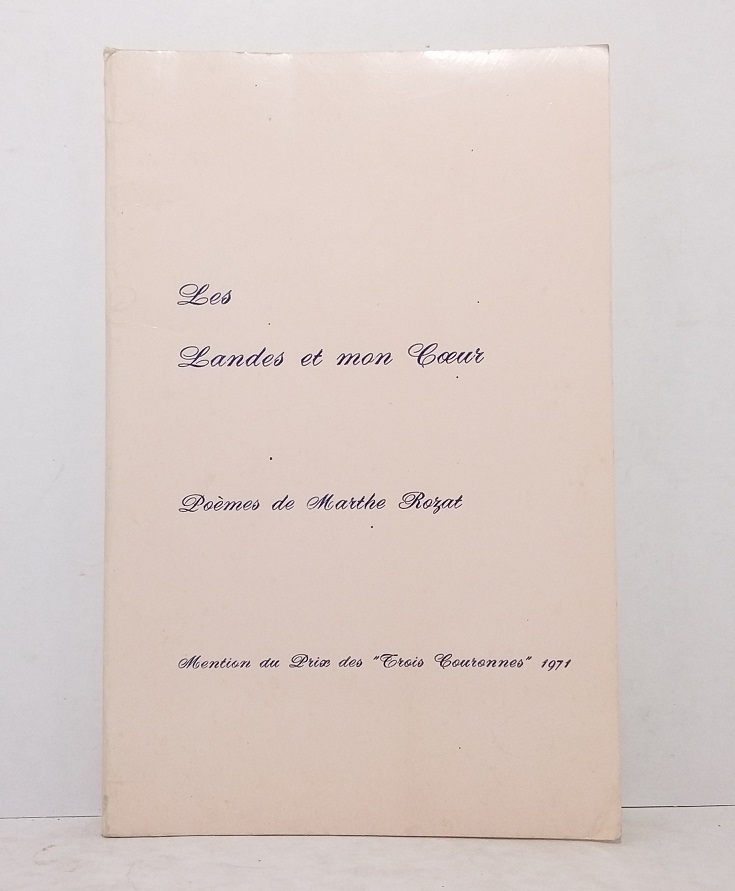 Les
Landes et mon Cœur
Poèmes de Marthe Rozat
Mention du Prix des "Trois Couronnes" 1971